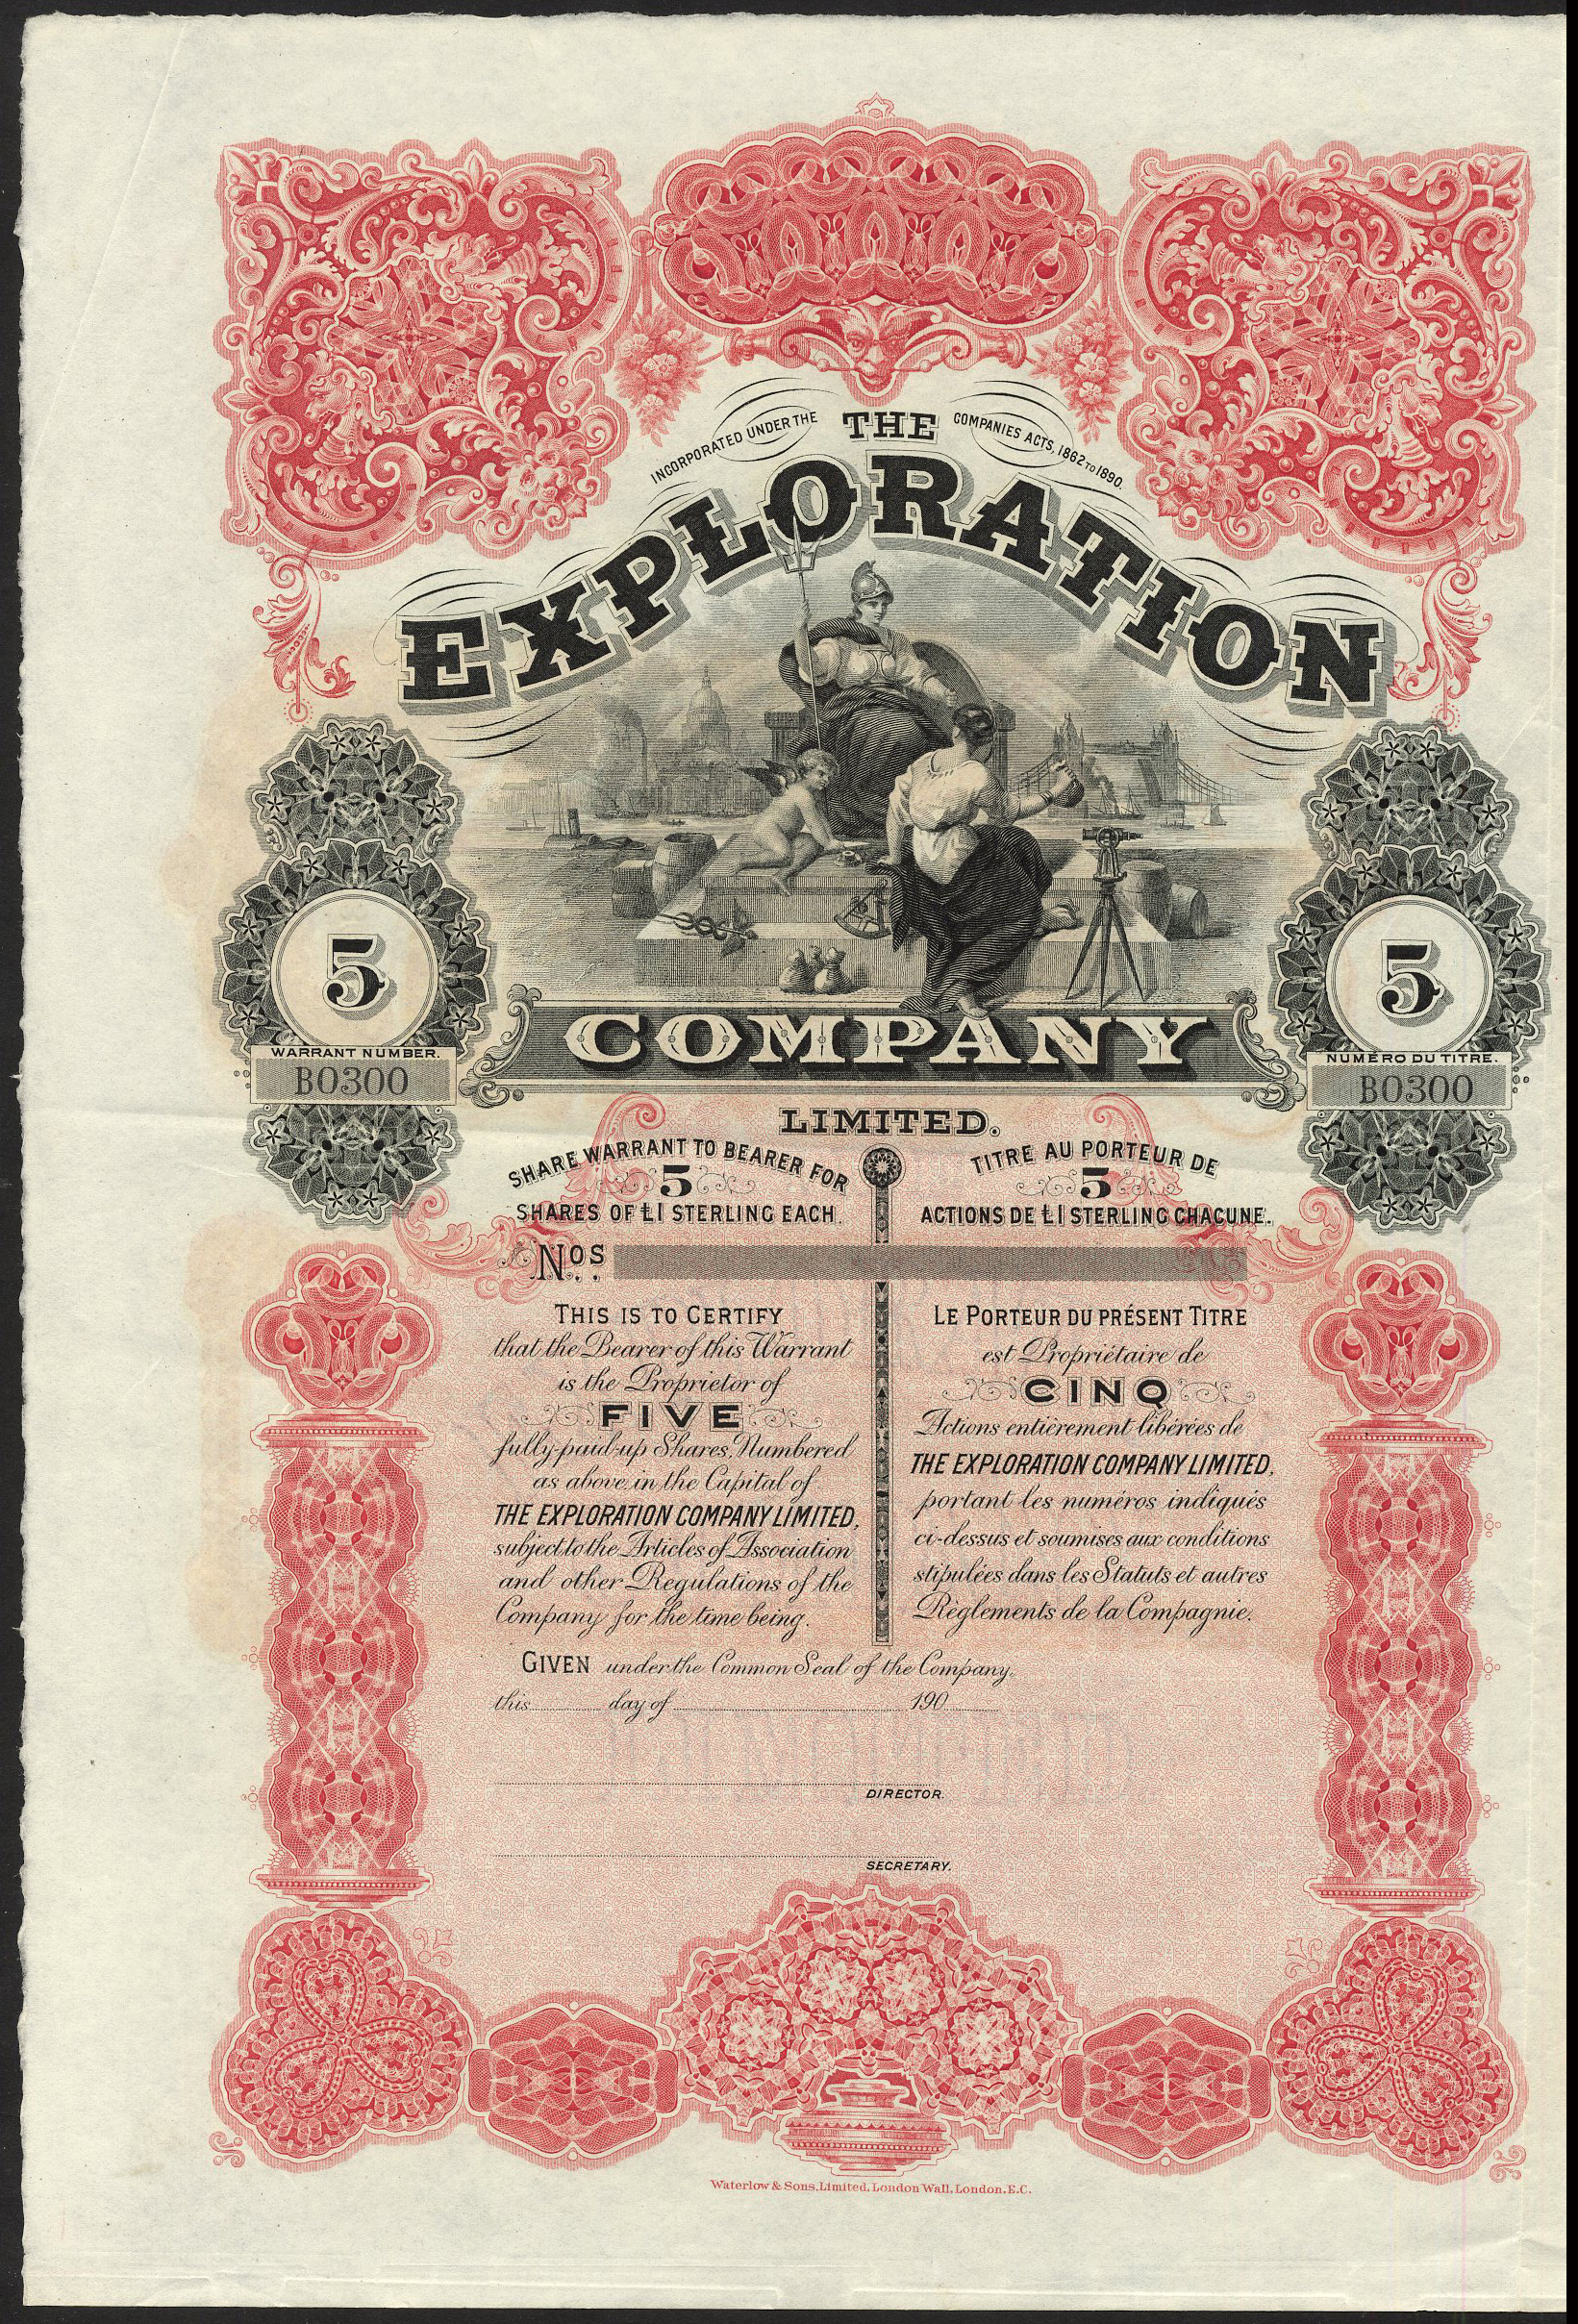 INCORPORATED UNDER THE
THE
COMPANIES ACTS, 1862 TO 1890.
EXPLORATION
5
5
WARRANT NUMBER.
B0300
COMPANY
NUMÉRO DU TITRE.
B0300
LIMITED.
SHARE WARRANT TO BEARER FOR
5
SHARES OF £1 STERLING EACH.
TITRE AU PORTEUR DE
5
ACTIONS DE £1 STERLING CHACUNE.
Nos
THIS IS TO CERTIFY
that the Bearer of this Warrant
is the Proprietor of
FIVE
fully-paid-up Shares, Numbered
as above, in the Capital of
THE EXPLORATION COMPANY LIMITED,
subject to the Articles of Association
and other Regulations of the
Company for the time being.
LE PORTEUR DU PRÉSENT TITRE
est Propriétaire de
CINQ
Actions entièrement libérées de
THE EXPLORATION COMPANY LIMITED,
portant les numéros indiqués
ci-dessus et soumises aux conditions
stipulées dans les Statuts et autres
Règlements de la Compagnie.
GIVEN under the Common Seal of the Company,
this day of 190
DIRECTOR.
SECRETARY.
Waterlow & Sons, Limited, London Wall, London, E.C.